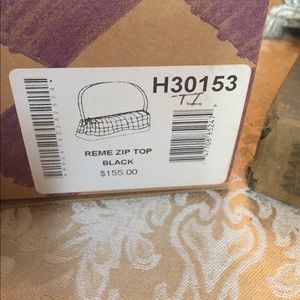 H30153
-T.I
REME ZIP TOP
BLACK
$155.00